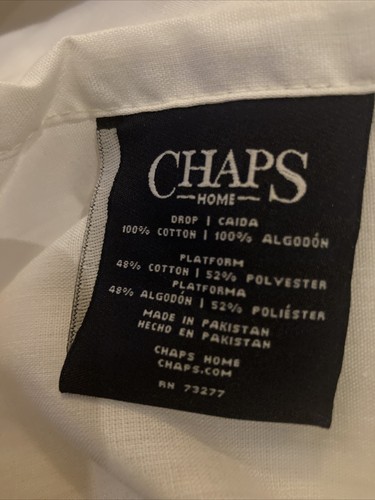 CHAPS
HOME
DROP | CAIDA
100% COTTON | 100% ALGODÓN
PLATFORM
48% COTTON | 52% POLYESTER
PLATFORMA
48% ALGODÓN | 52% POLIÉSTER
MADE IN PAKISTAN
HECHO EN PAKISTAN
CHAPS HOME
CHAPS.COM
RN 73277